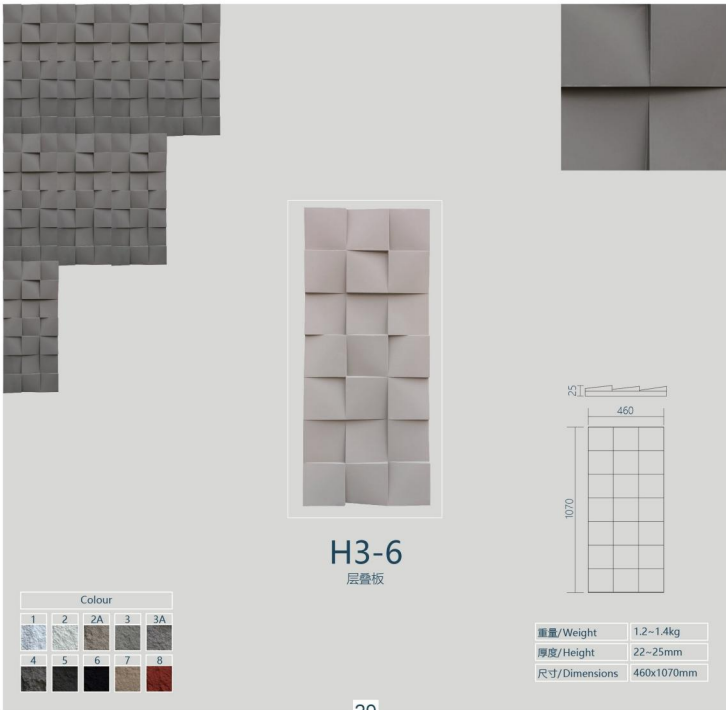 25
460
1070
H3-6
层叠板
Colour
1 2 2A 3 3A
4 5 6 7 8
重量/Weight 1.2~1.4kg
厚度/Height 22~25mm
尺寸/Dimensions 460x1070mm